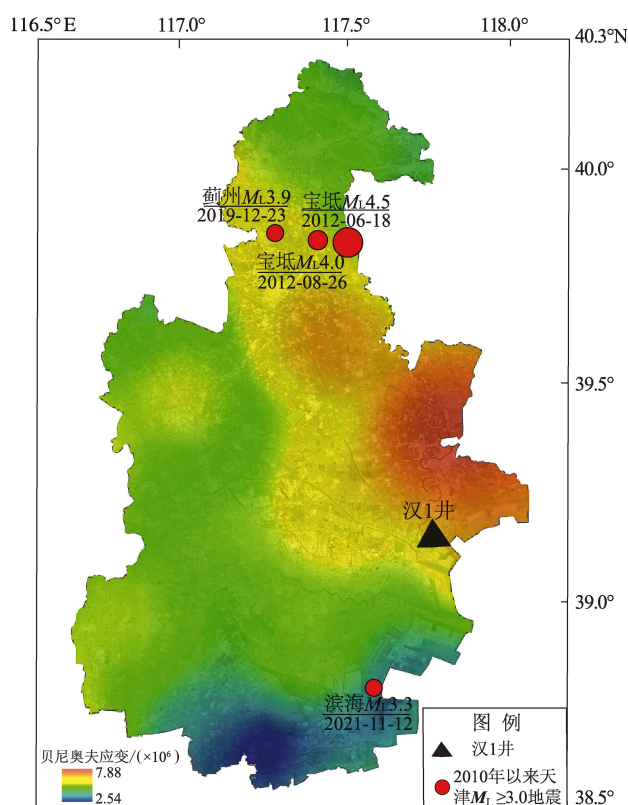 116.5°E 117.0° 117.5° 118.0°
40.3°N
40.0°
蓟州ML3.9
2019-12-23
宝坻ML4.5
2012-06-18
宝坻ML4.0
2012-08-26
39.5°
汉1井
39.0°
滨海ML3.3
2021-11-12
贝尼奥夫应变/(×10⁶)
7.88
2.54
图 例
汉1井
2010年以来天
津ML≥3.0地震
38.5°